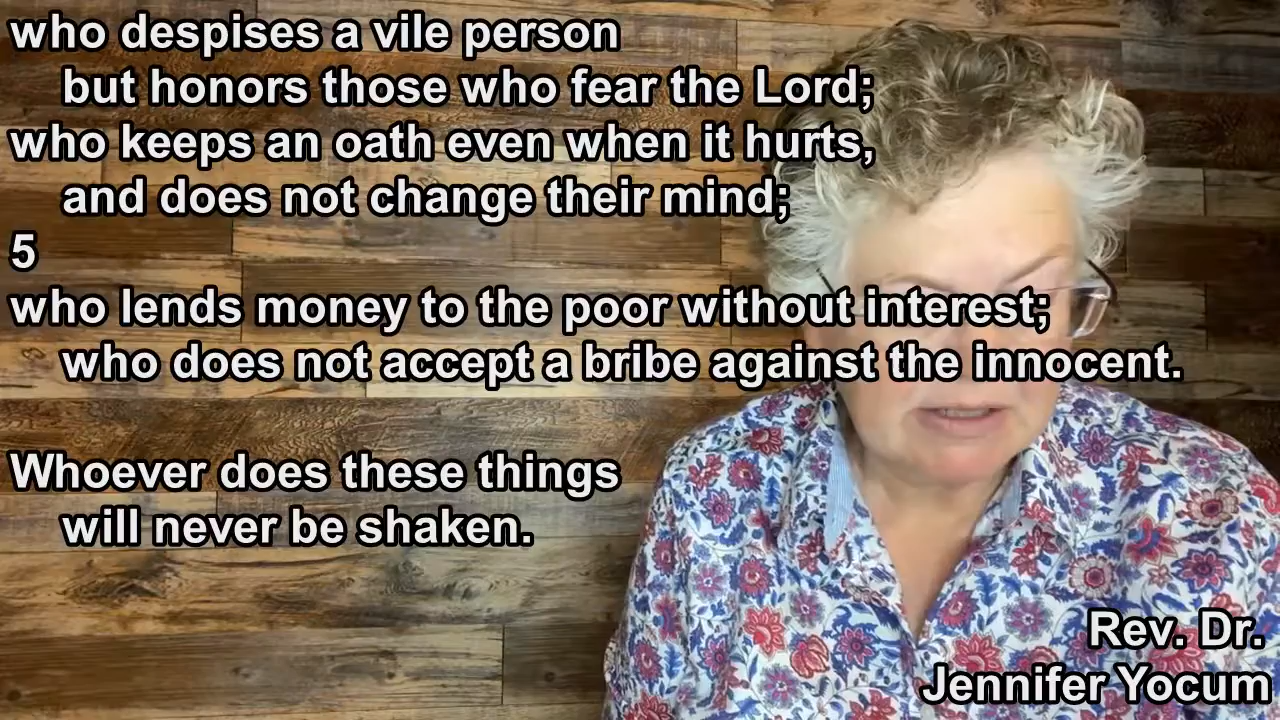 who despises a vile person
but honors those who fear the Lord;
who keeps an oath even when it hurts,
and does not change their mind;
5
who lends money to the poor without interest;
who does not accept a bribe against the innocent.
Whoever does these things
will never be shaken.
Rev. Dr.
Jennifer Yocum